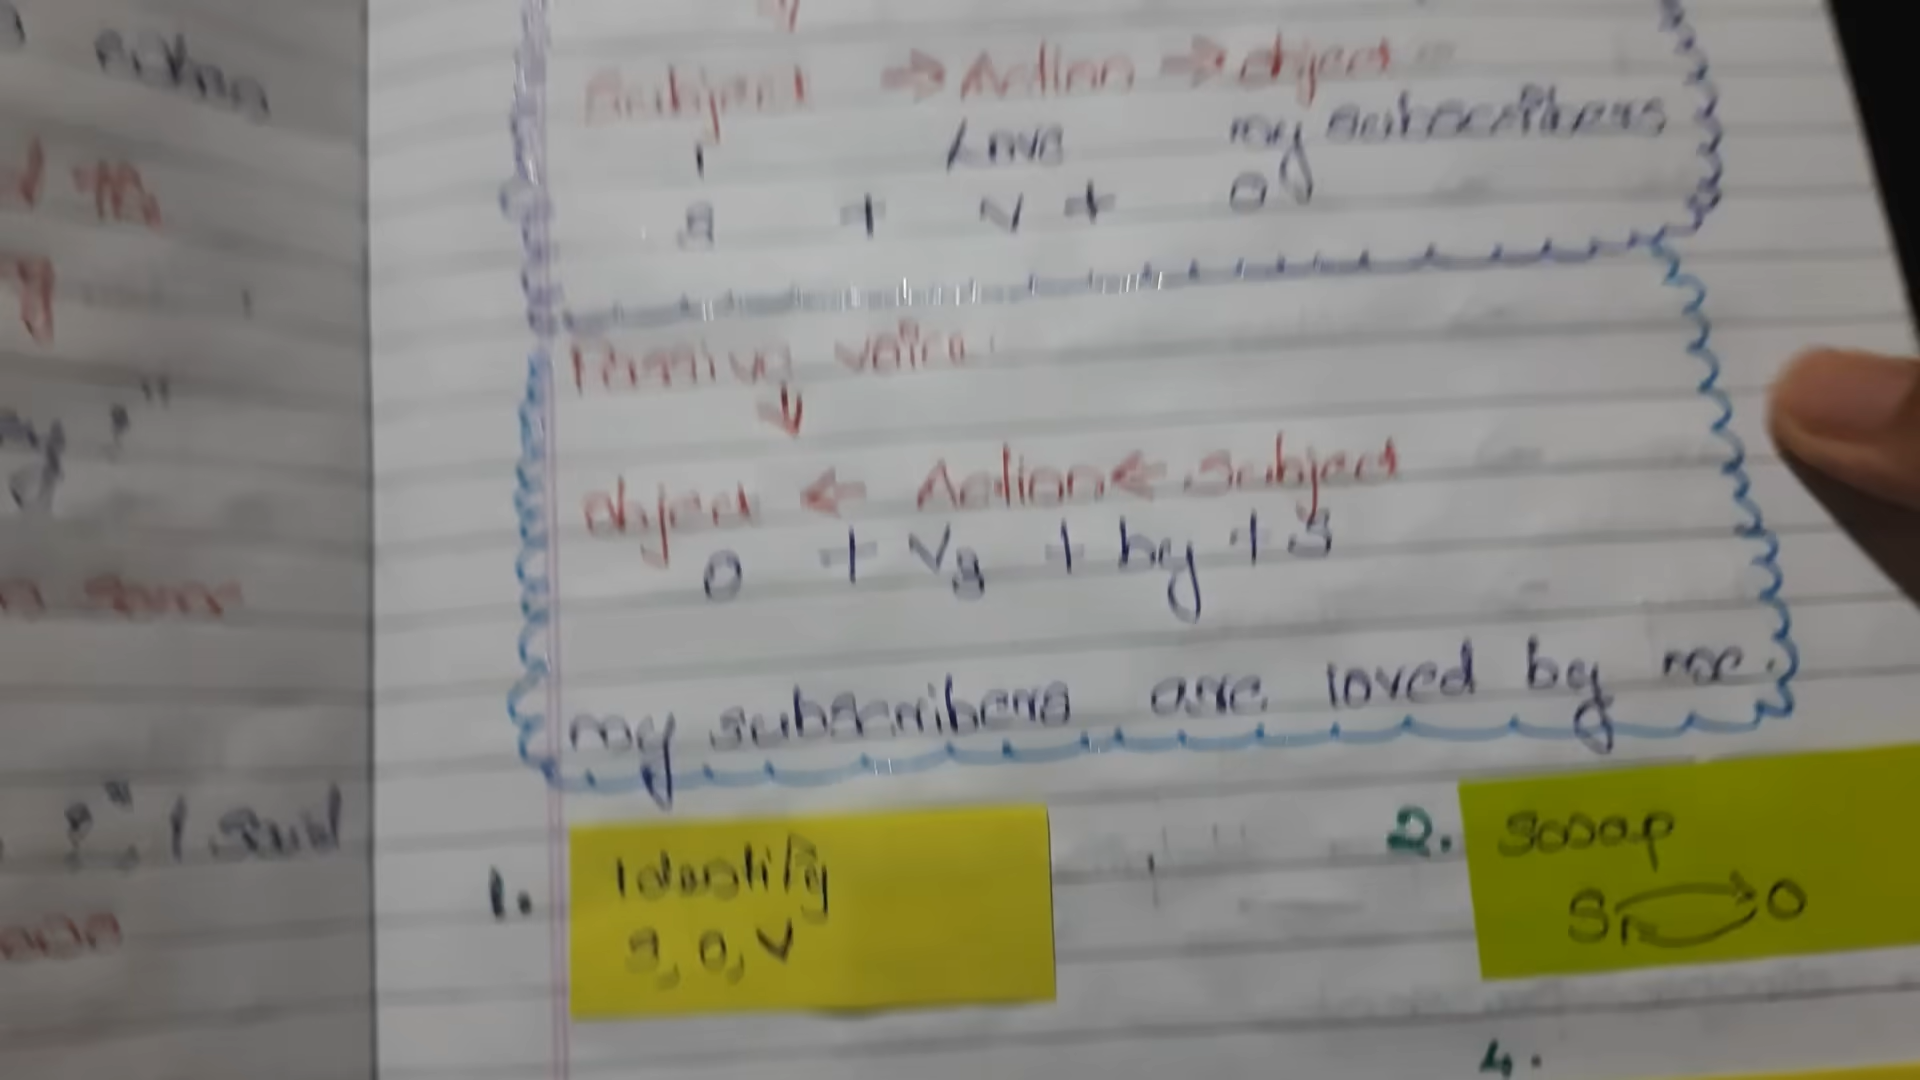 Subject → Action → object
I Love my subscribers
S + V + O
Passive voice
↓
object ← Action ← Subject
O + V3 + by + S
my subscribers are loved by me.
1. Identify
S, O, V
2. Swap
S O
4.